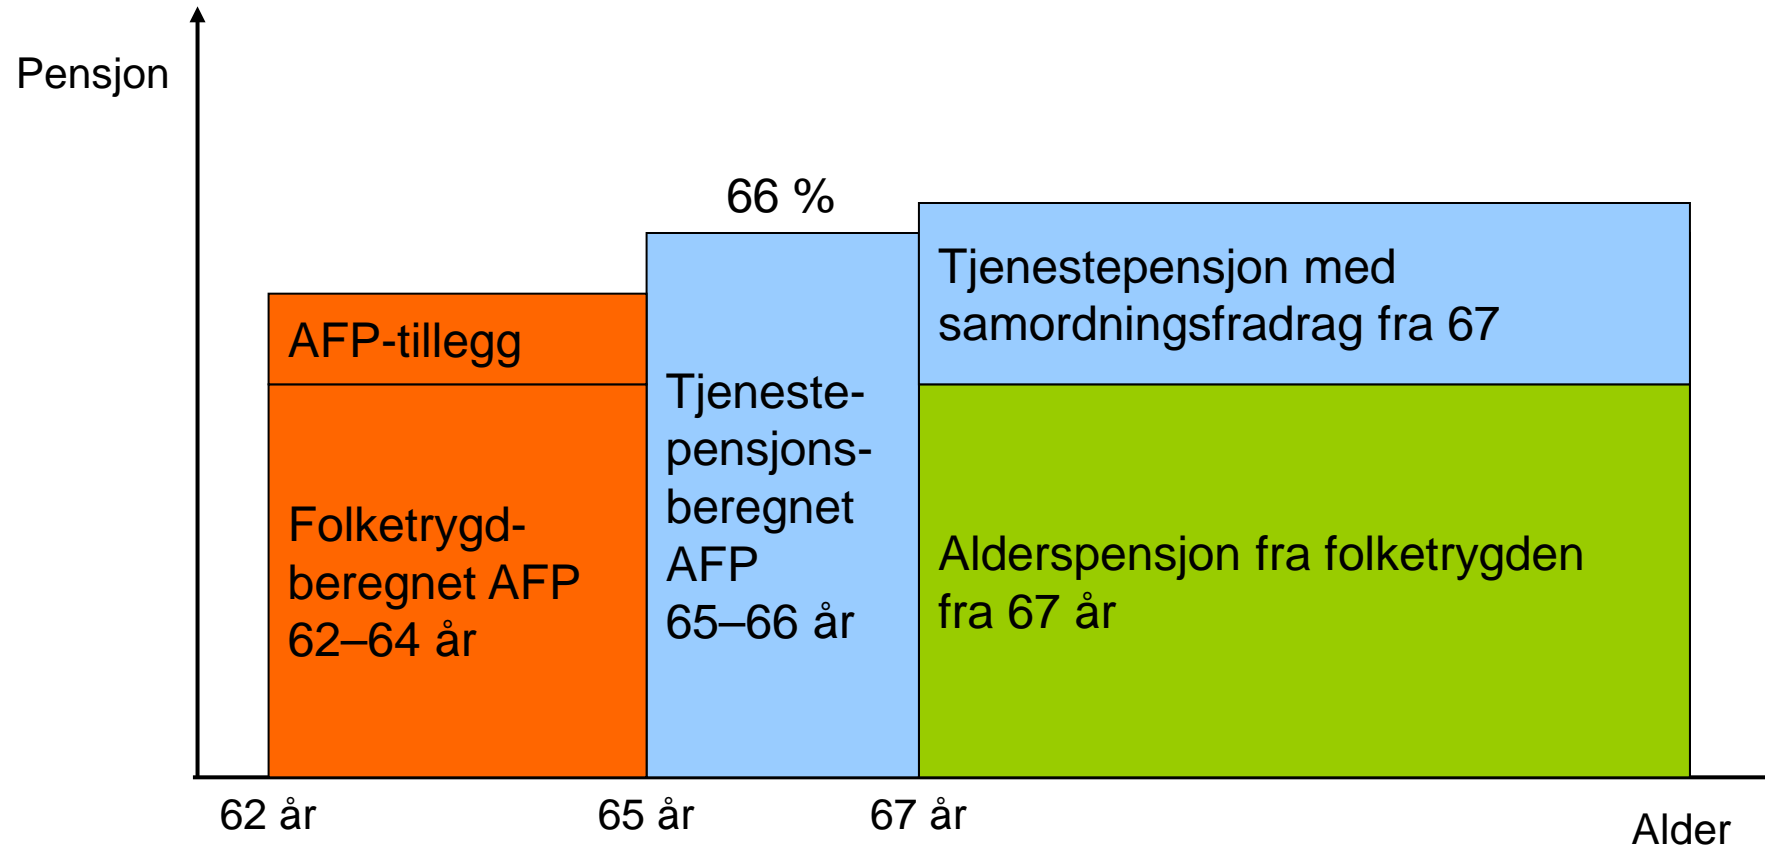 Pensjon
66 %
AFP-tillegg
Folketrygd-
beregnet AFP
62–64 år
Tjeneste-
pensjons-
beregnet
AFP
65–66 år
Tjenestepensjon med
samordningsfradrag fra 67
Alderspensjon fra folketrygden
fra 67 år
62 år
65 år
67 år
Alder